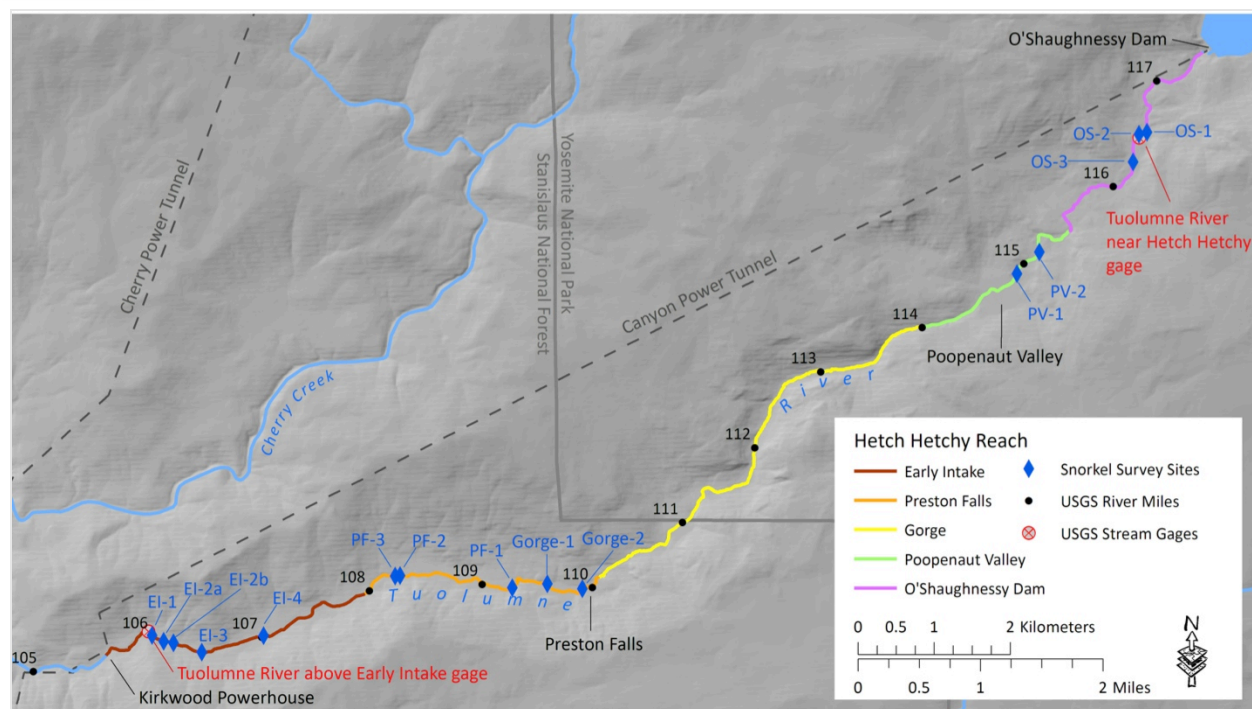 O'Shaughnessy Dam
117
OS-2
OS-1
OS-3
116
Tuolumne River
near Hetch Hetchy
gage
Cherry Power Tunnel
Yosemite National Park
Stanislaus National Forest
Canyon Power Tunnel
115
PV-2
PV-1
114
Poopenaut Valley
113
River
Cherry Creek
112
111
PF-3
PF-2
PF-1
Gorge-1
Gorge-2
110
109
108
Tuolumne
Preston Falls
EI-1
EI-2a
EI-2b
EI-3
EI-4
107
106
105
Tuolumne River above Early Intake gage
Kirkwood Powerhouse
Hetch Hetchy Reach
Early Intake
Preston Falls
Gorge
Poopenaut Valley
O'Shaughnessy Dam
Snorkel Survey Sites
USGS River Miles
USGS Stream Gages
0 0.5 1 2 Kilometers
0 0.5 1 2 Miles
N